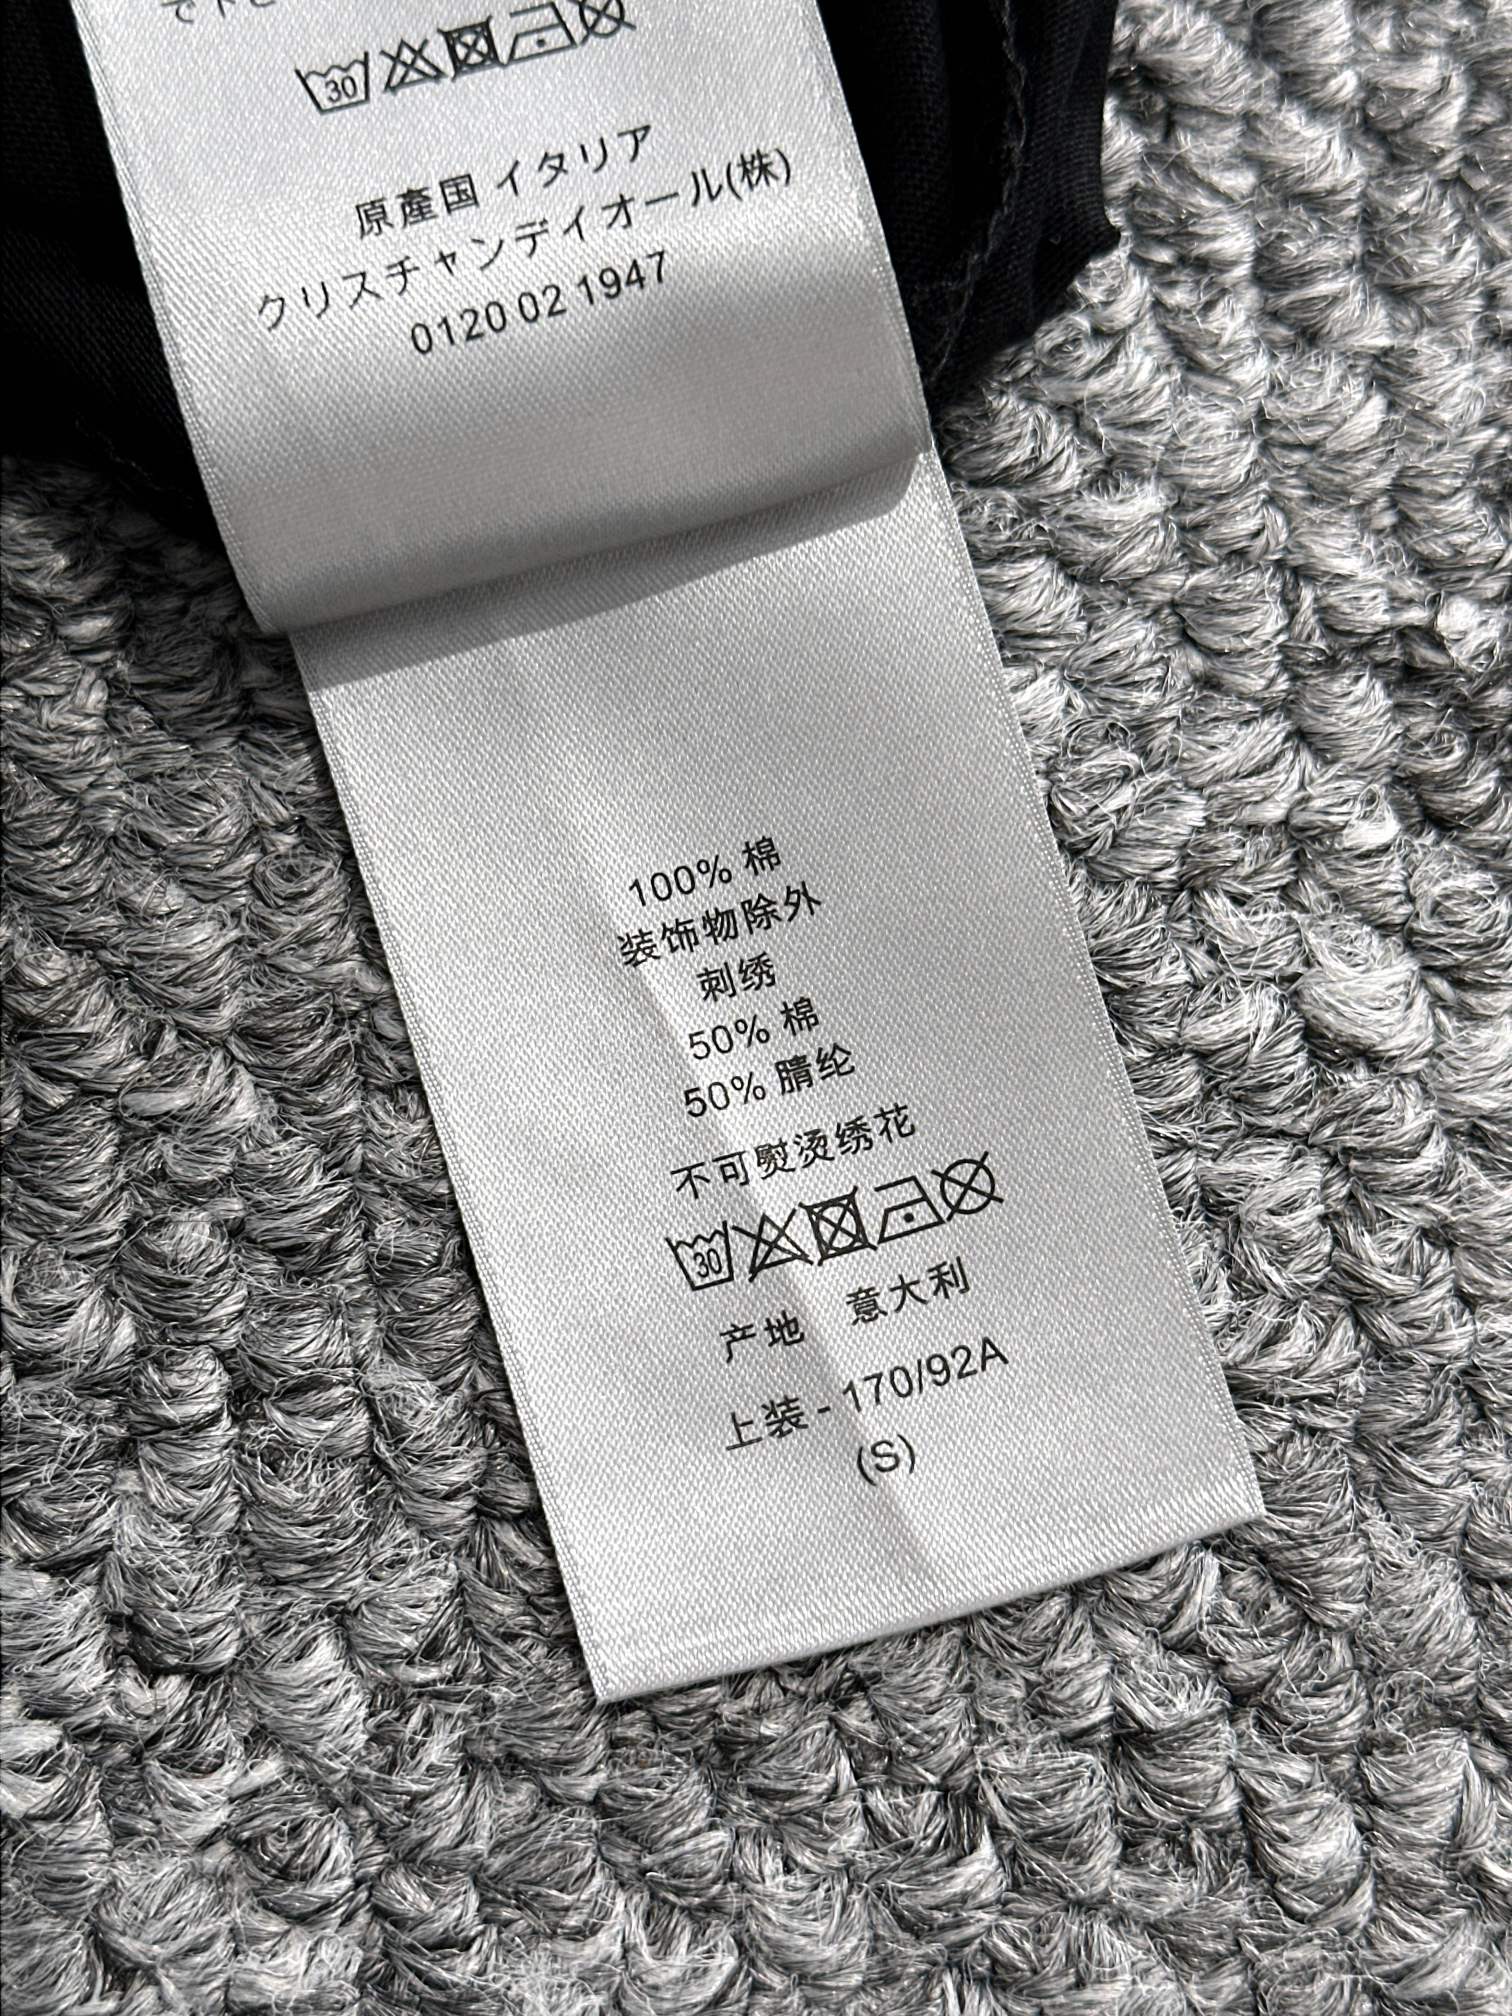 30
原産国 イタリア
クリスチャンディオール(株)
0120 02 1947
100% 棉
装饰物除外
刺绣
50% 棉
50% 腈纶
不可熨烫绣花
30
产地 意大利
上装 - 170/92A
(S)